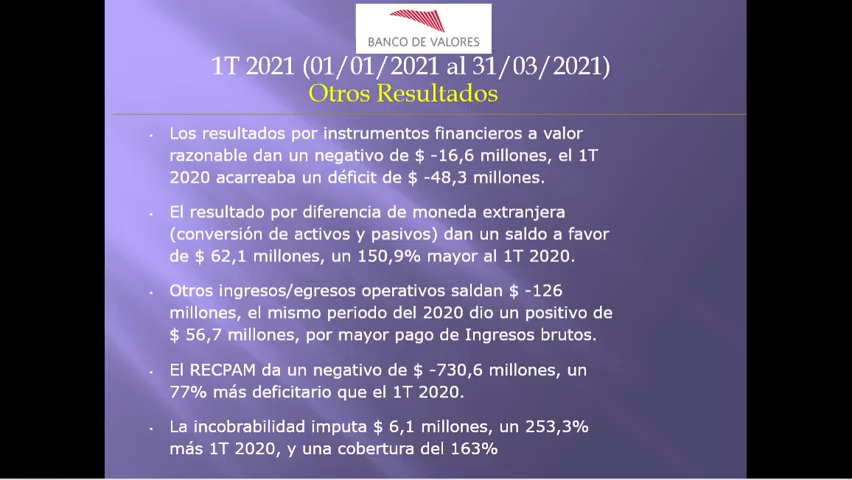 BANCO DE VALORES
1T 2021 (01/01/2021 al 31/03/2021)
Otros Resultados
• Los resultados por instrumentos financieros a valor
razonable dan un negativo de $ -16,6 millones, el 1T
2020 acarreaba un déficit de $ -48,3 millones.
• El resultado por diferencia de moneda extranjera
(conversión de activos y pasivos) dan un saldo a favor
de $ 62,1 millones, un 150,9% mayor al 1T 2020.
• Otros ingresos/egresos operativos saldan $ -126
millones, el mismo periodo del 2020 dio un positivo de
$ 56,7 millones, por mayor pago de Ingresos brutos.
• El RECPAM da un negativo de $ -730,6 millones, un
77% más deficitario que el 1T 2020.
• La incobrabilidad imputa $ 6,1 millones, un 253,3%
más 1T 2020, y una cobertura del 163%